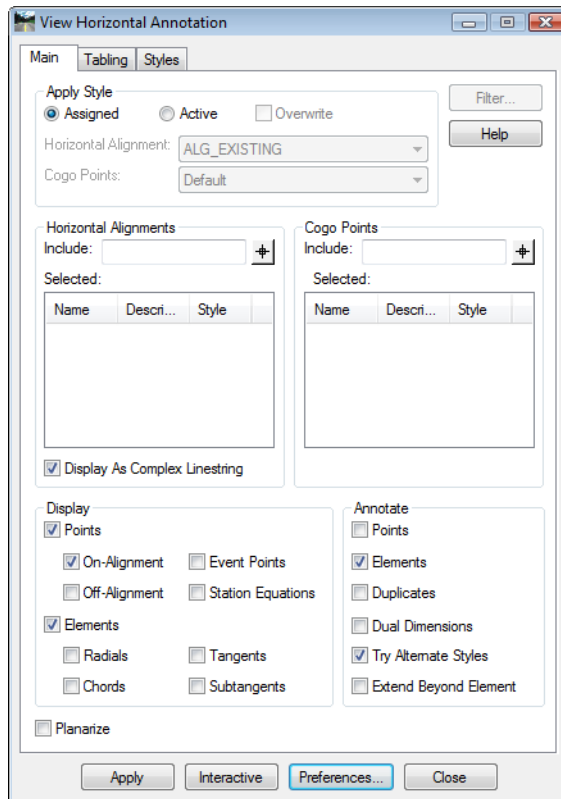 View Horizontal Annotation
Main Tabling Styles
Apply Style
Assigned Active Overwrite
Filter...
Help
Horizontal Alignment: ALG_EXISTING
Cogo Points: Default
Horizontal Alignments
Include:
Selected:
Name Descri... Style
Display As Complex Linestring
Cogo Points
Include:
Selected:
Name Descri... Style
Display
Points
On-Alignment Event Points
Off-Alignment Station Equations
Elements
Radials Tangents
Chords Subtangents
Annotate
Points
Elements
Duplicates
Dual Dimensions
Try Alternate Styles
Extend Beyond Element
Planarize
Apply Interactive Preferences... Close